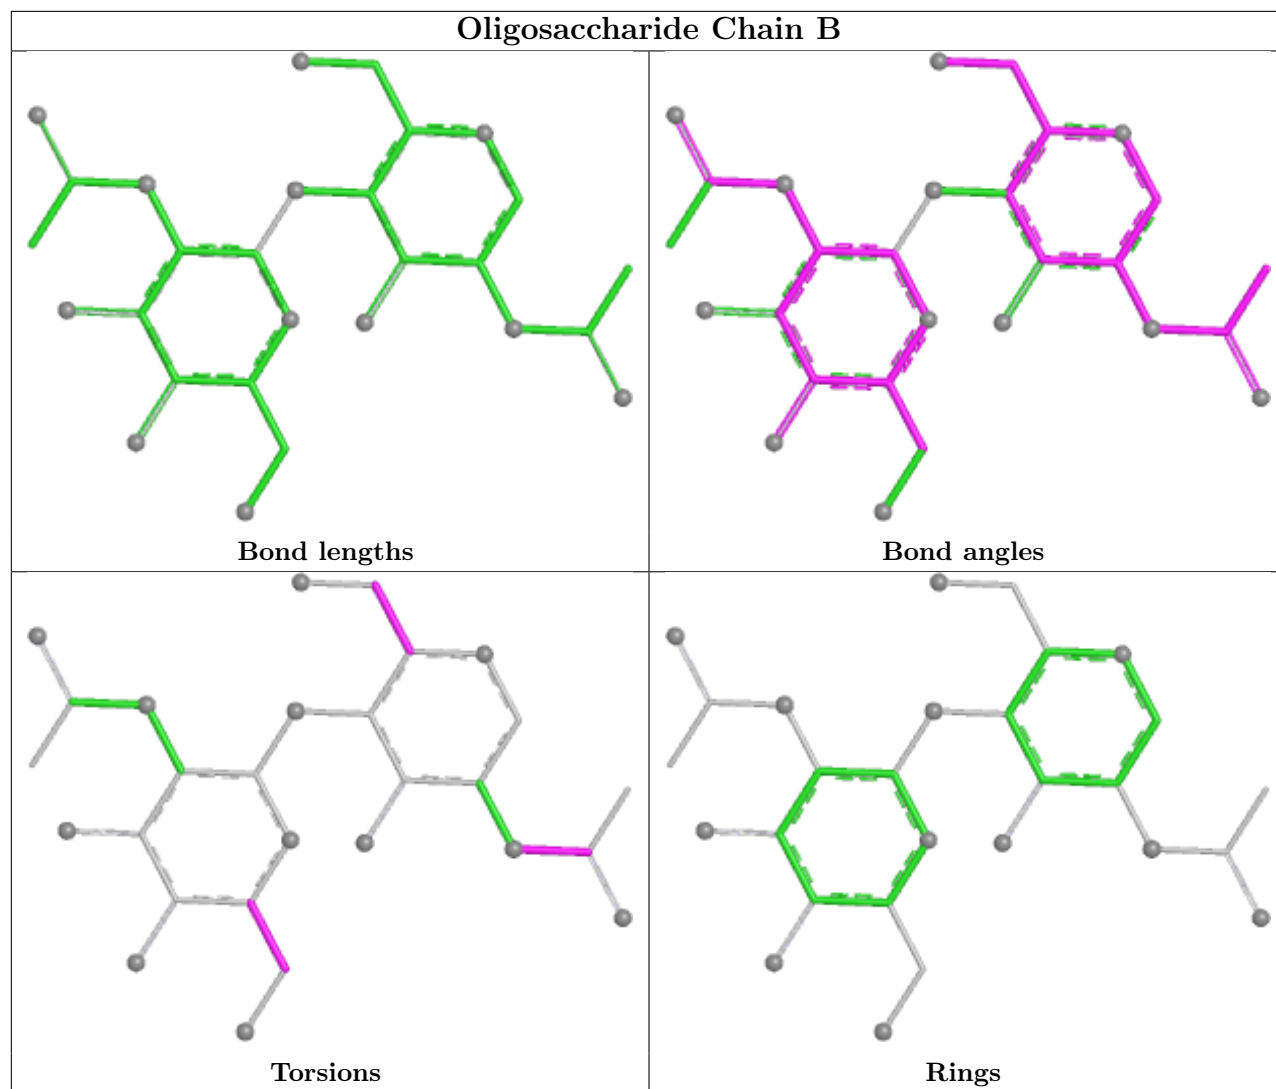 Oligosaccharide Chain B
Bond lengths
Bond angles
Torsions
Rings